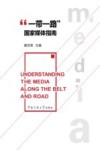 “一带一路”
国家媒体指南
UNDERSTANDING
THE MEDIA
ALONG THE BELT
AND ROAD
media